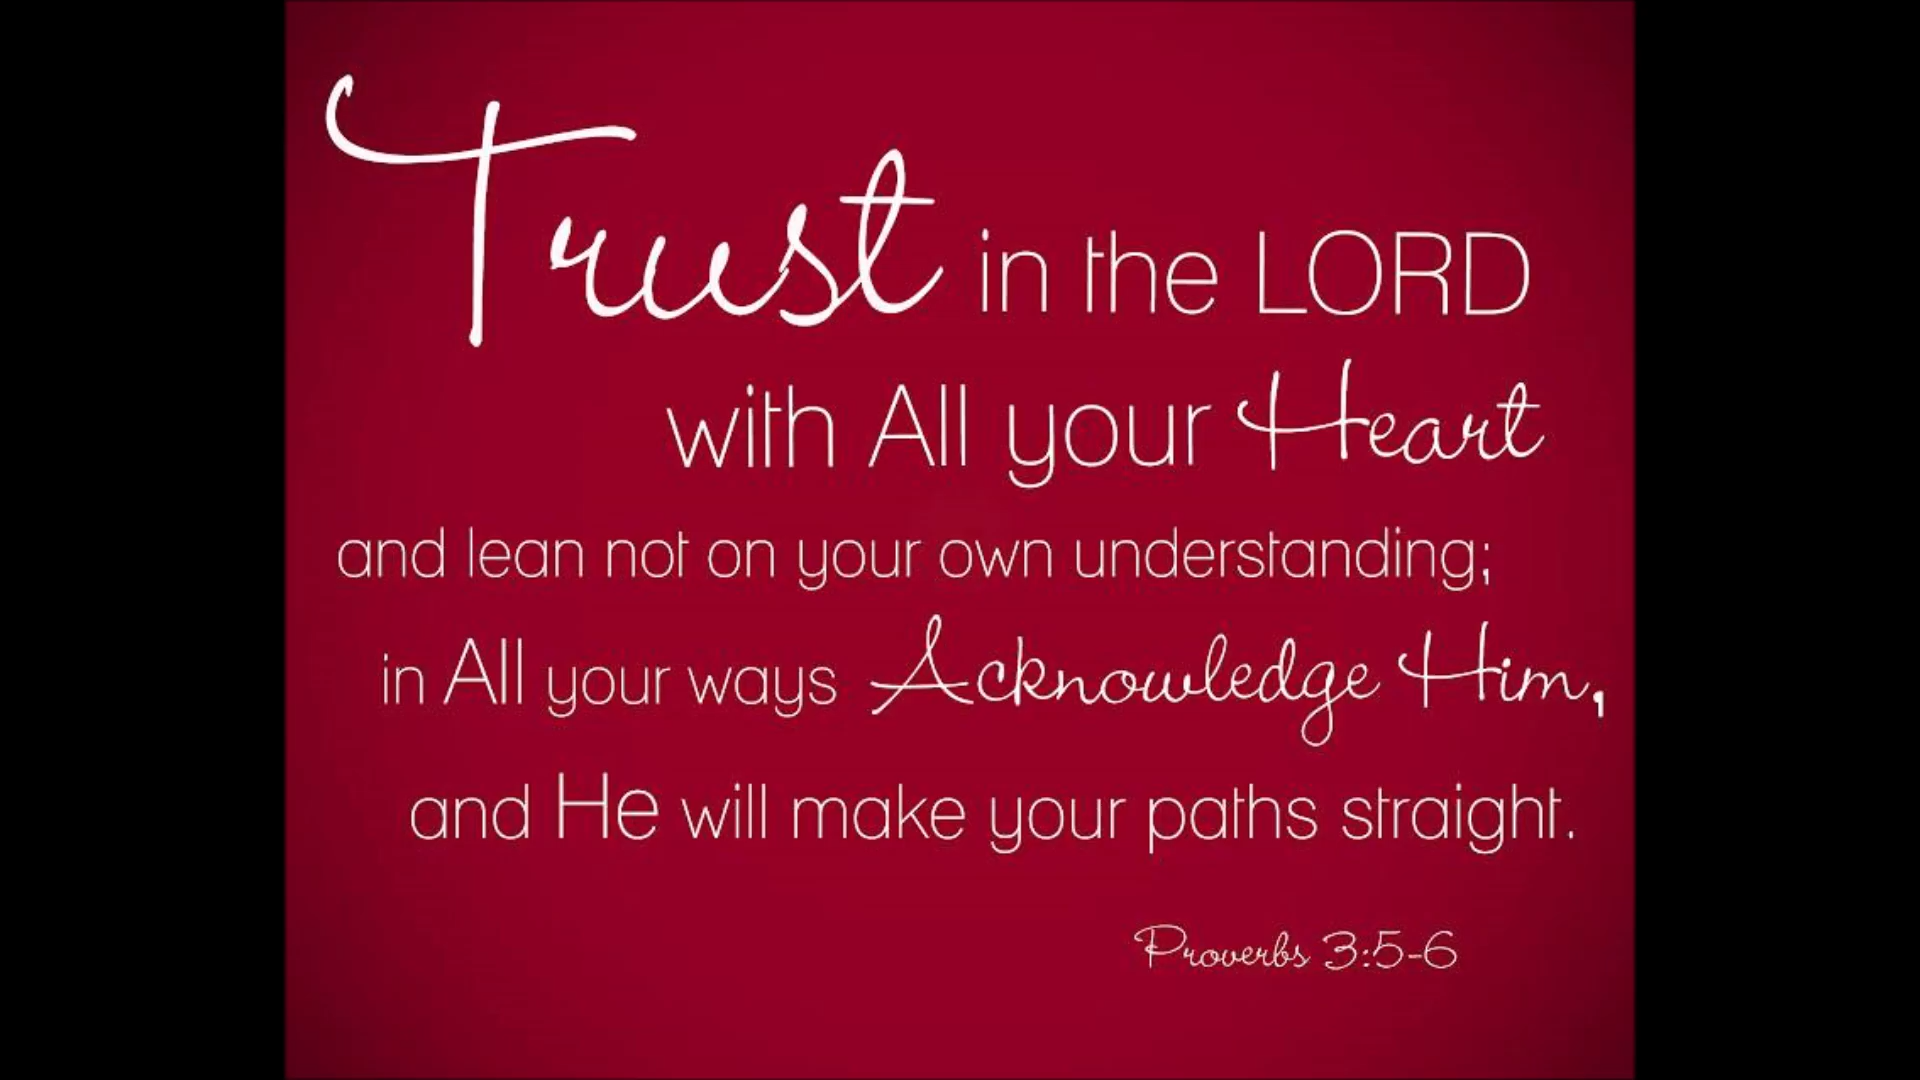 Trust in the LORD
with All your Heart
and lean not on your own understanding;
in All your ways Acknowledge Him,
and He will make your paths straight.
Proverbs 3:5-6